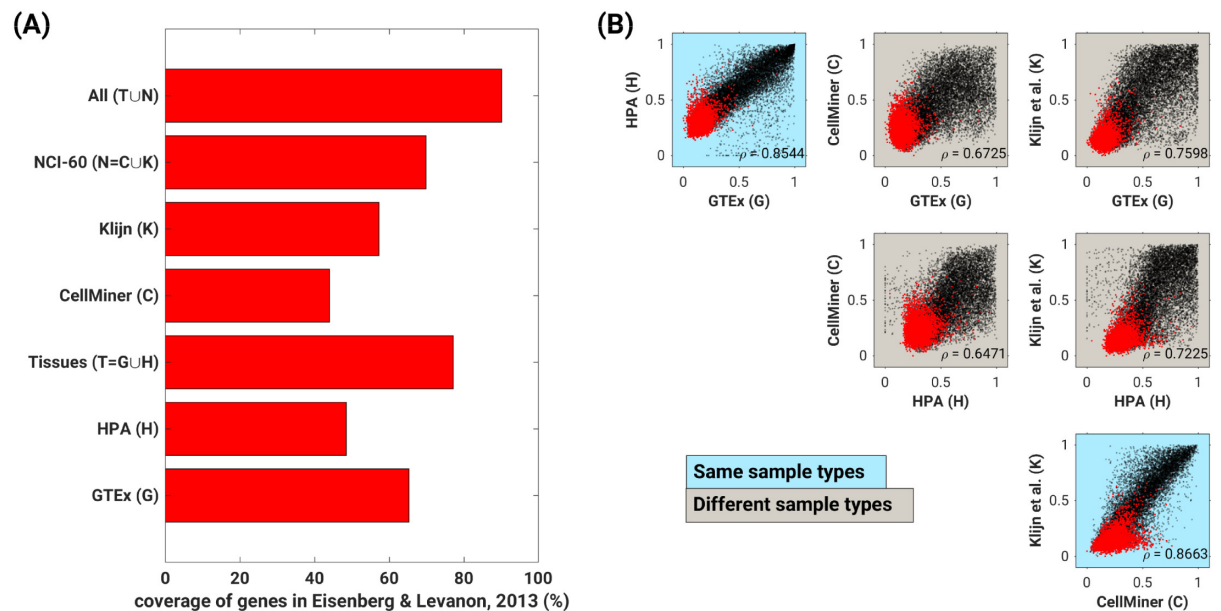 (A)
All (T∪N)
NCI-60 (N=C∪K)
Klijn (K)
CellMiner (C)
Tissues (T=G∪H)
HPA (H)
GTEx (G)
0 20 40 60 80 100
coverage of genes in Eisenberg & Levanon, 2013 (%)
(B)
HPA (H)
1
0.5
0
ρ = 0.8544
0 0.5 1
GTEx (G)
CellMiner (C)
1
0.5
0
ρ = 0.6725
0 0.5 1
GTEx (G)
Klijn et al. (K)
1
0.5
0
ρ = 0.7598
0 0.5 1
GTEx (G)
CellMiner (C)
1
0.5
0
ρ = 0.6471
0 0.5 1
HPA (H)
Klijn et al. (K)
1
0.5
0
ρ = 0.7225
0 0.5 1
HPA (H)
Same sample types
Different sample types
Klijn et al. (K)
1
0.5
0
ρ = 0.8663
0 0.5 1
CellMiner (C)